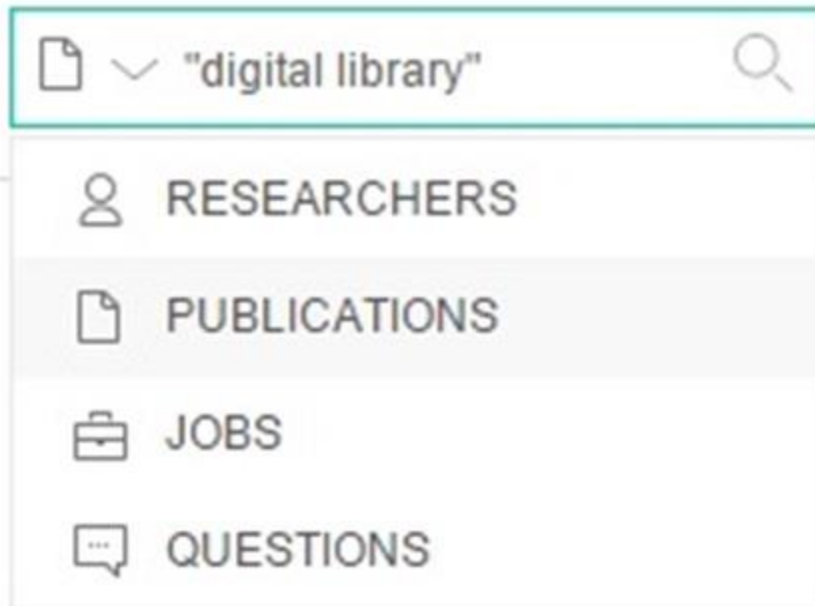 "digital library"
RESEARCHERS
PUBLICATIONS
JOBS
QUESTIONS